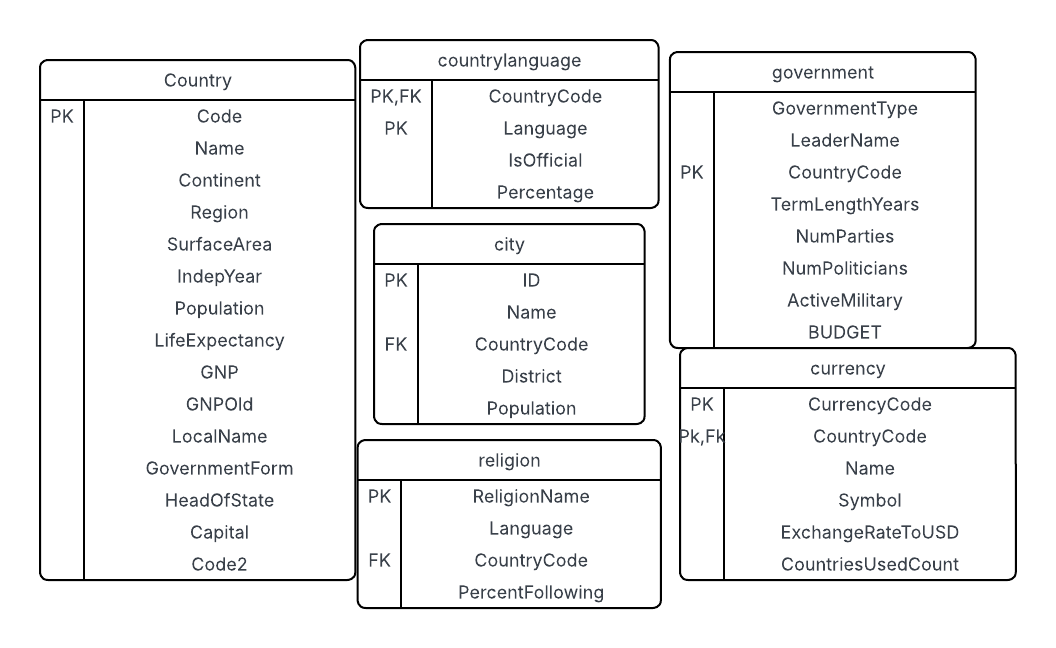 Country
PK Code
Name
Continent
Region
SurfaceArea
IndepYear
Population
LifeExpectancy
GNP
GNPOld
LocalName
GovernmentForm
HeadOfState
Capital
Code2
countrylanguage
PK,FK CountryCode
PK Language
IsOfficial
Percentage
city
PK ID
Name
FK CountryCode
District
Population
religion
PK ReligionName
Language
FK CountryCode
PercentFollowing
government
GovernmentType
LeaderName
PK CountryCode
TermLengthYears
NumParties
NumPoliticians
ActiveMilitary
BUDGET
currency
PK CurrencyCode
Pk,Fk CountryCode
Name
Symbol
ExchangeRateToUSD
CountriesUsedCount